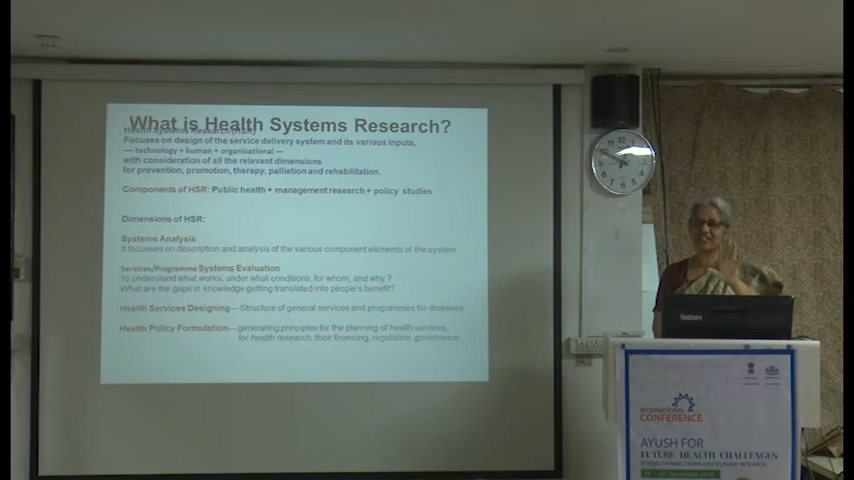 What is Health Systems Research?
Health Systems Research (HSR)
Focuses on design of the service delivery system and its various inputs,
— technology + human + organisational —
with consideration of all the relevant dimensions
for prevention, promotion, therapy, palliation and rehabilitation.
Components of HSR: Public health + management research + policy studies
Dimensions of HSR:
Systems Analysis
It focusses on description and analysis of the various component elements of the system
Services/Programme Systems Evaluation
To understand what works, under what conditions, for whom, and why ?
What are the gaps in knowledge getting translated into people's benefit?
Health Services Designing—Structure of general services and programmes for diseases
Health Policy Formulation—generating principles for the planning of health services,
for health research, their financing, regulation, governance
INTERNATIONAL
CONFERENCE
AYUSH FOR
FUTURE HEALTH CHALLENGES
STRENGTHENING TRANS-DISCIPLINARY RESEARCH